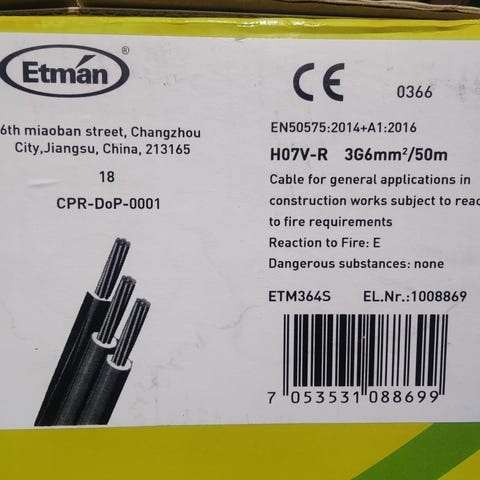 Etmán®
6th miaoban street, Changzhou
City,Jiangsu, China, 213165
18
CPR-DoP-0001
CE 0366
EN50575:2014+A1:2016
H07V-R 3G6mm²/50m
Cable for general applications in
construction works subject to reac
to fire requirements
Reaction to Fire: E
Dangerous substances: none
ETM364S EL.Nr.:1008869
7 053531 088699